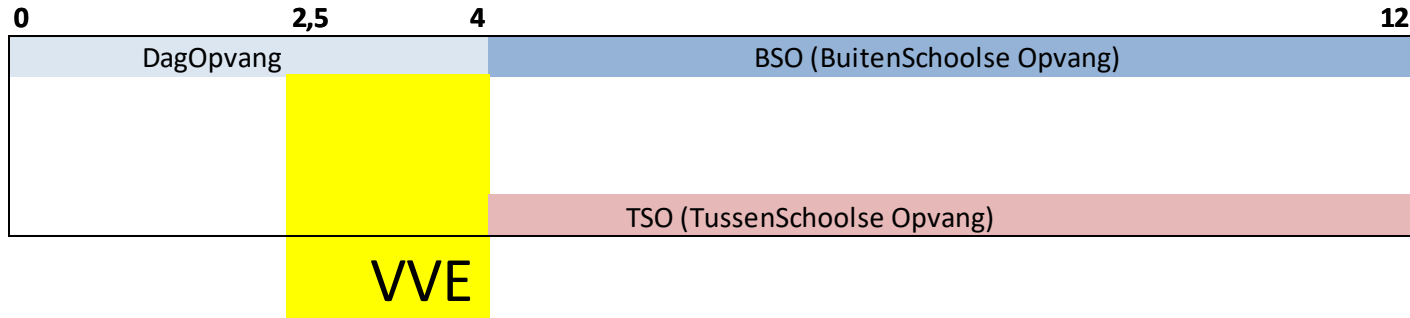 0 2,5 4 12
DagOpvang BSO (BuitenSchoolse Opvang)
TSO (TussenSchoolse Opvang)
VVE